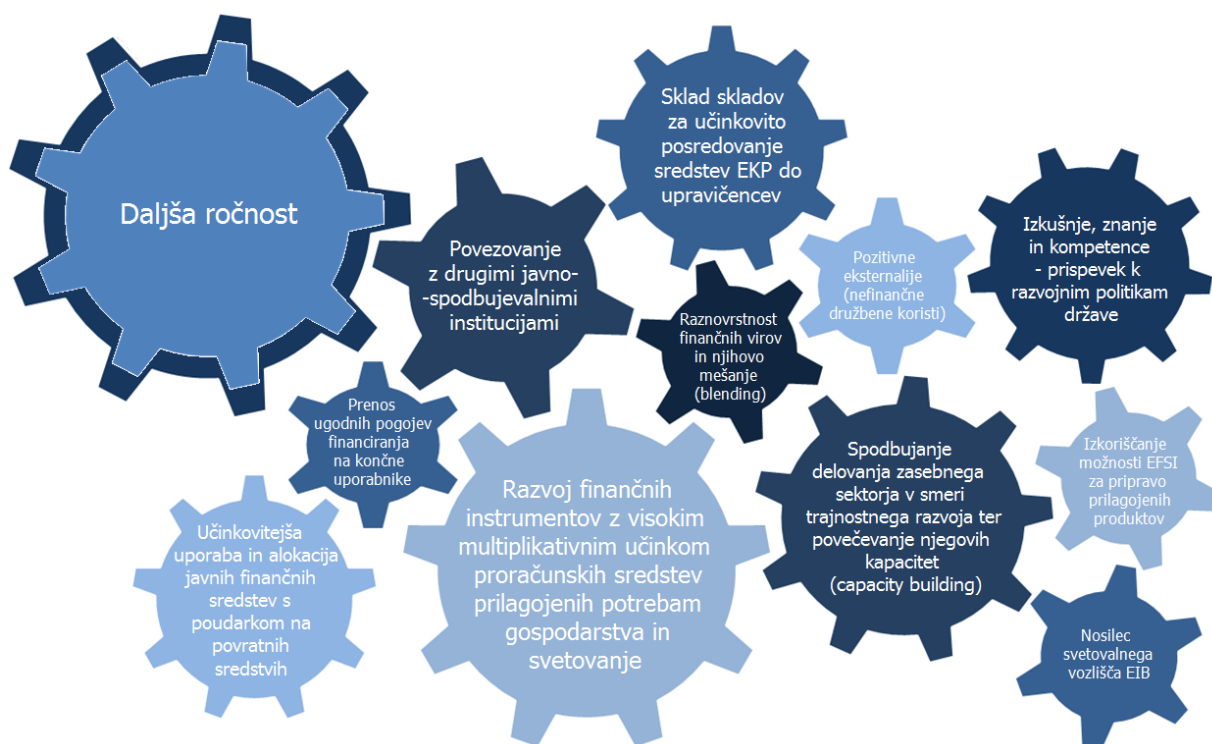 Daljša ročnost
Sklad skladov
za učinkovito
posredovanje
sredstev EKP do
upravičencev
Povezovanje
z drugimi javno-
-spodbujevalnimi
institucijami
Pozitivne
eksternalije
(nefinančne
družbene koristi)
Izkušnje, znanje
in kompetence
- prispevek k
razvojnim politikam
države
Raznovrstnost
finančnih virov
in njihovo
mešanje
(blending)
Prenos
ugodnih pogojev
financiranja
na končne
uporabnike
Razvoj finančnih
instrumentov z visokim
multiplikativnim učinkom
proračunskih sredstev
prilagojenih potrebam
gospodarstva in
svetovanje
Spodbujanje
delovanja zasebnega
sektorja v smeri
trajnostnega razvoja ter
povečevanje njegovih
kapacitet
(capacity building)
Izkoriščanje
možnosti EFSI
za pripravo
prilagojenih
produktov
Učinkovitejša
uporaba in alokacija
javnih finančnih
sredstev s
poudarkom na
povratnih
sredstvih
Nosilec
svetovalnega
vozlišča EIB